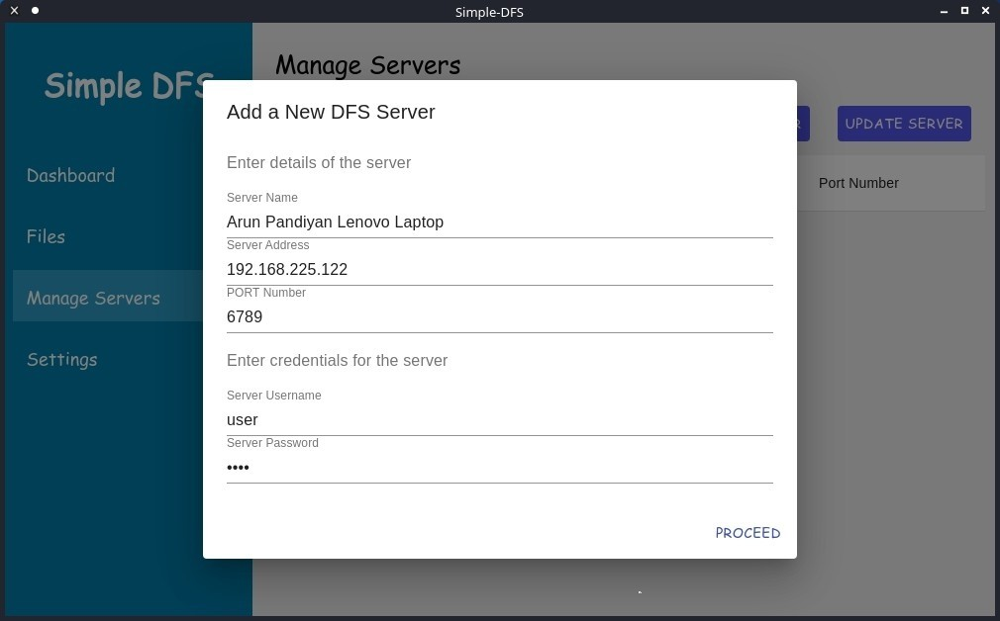 Simple-DFS
Simple DFS
Dashboard
Files
Manage Servers
Settings
Manage Servers
UPDATE SERVER
Port Number
Add a New DFS Server
Enter details of the server
Server Name
Arun Pandiyan Lenovo Laptop
Server Address
192.168.225.122
PORT Number
6789
Enter credentials for the server
Server Username
user
Server Password
••••
PROCEED